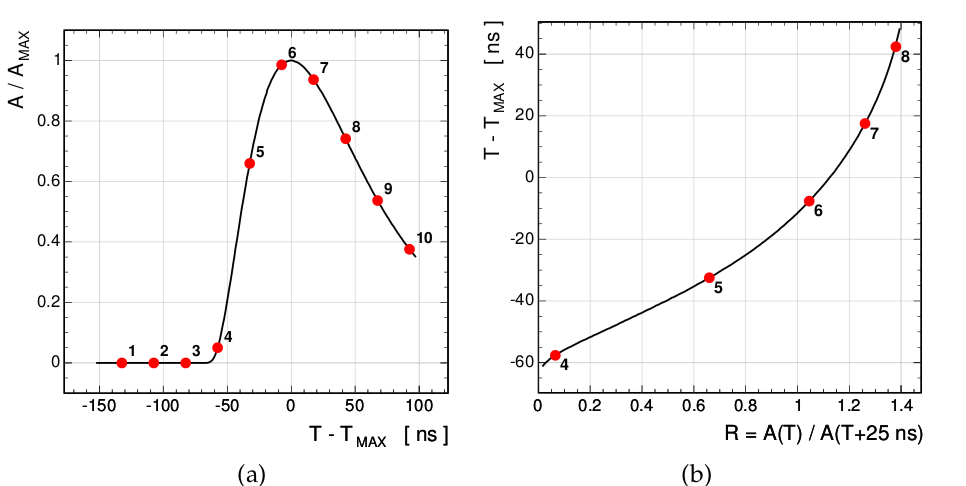 A / A_MAX
1
0.8
0.6
0.4
0.2
0
-150 -100 -50 0 50 100
1 2 3 4 5 6 7 8 9 10
T - T_MAX [ ns ]
(a)
T - T_MAX [ ns ]
40
20
0
-20
-40
-60
0 0.2 0.4 0.6 0.8 1 1.2 1.4
4 5 6 7 8
R = A(T) / A(T+25 ns)
(b)